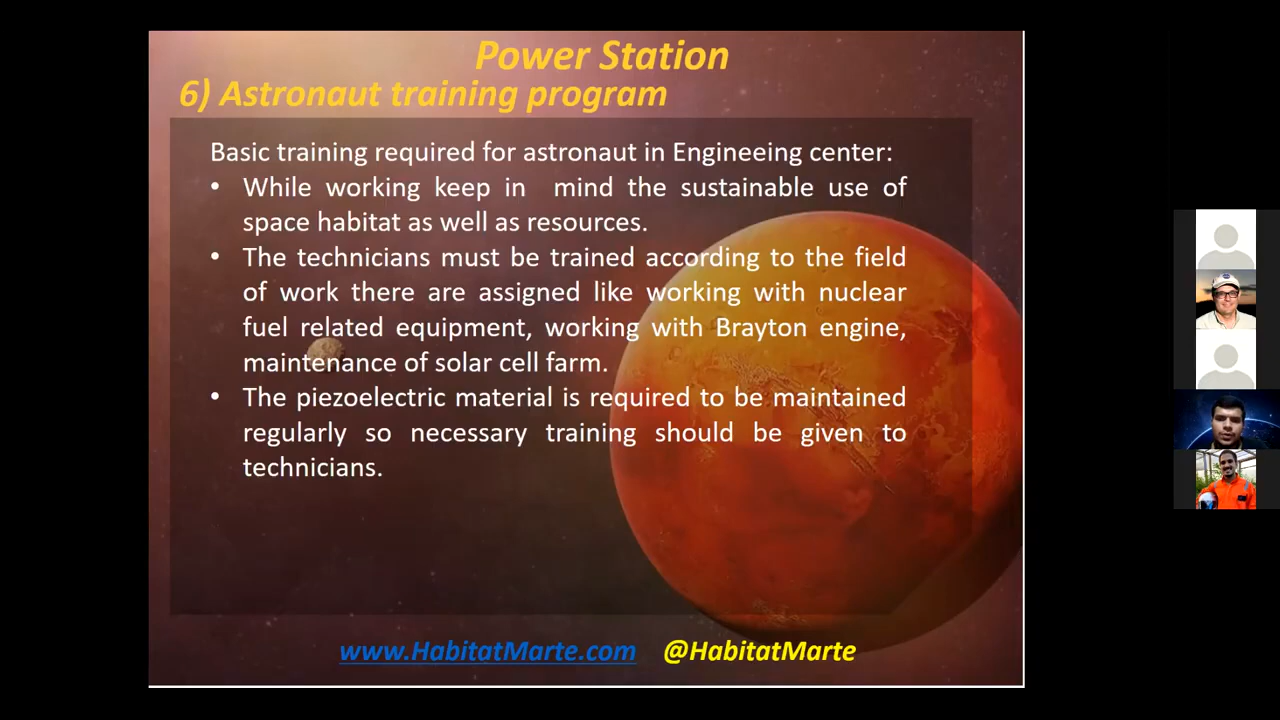 Power Station
6) Astronaut training program
Basic training required for astronaut in Engineeing center:
• While working keep in mind the sustainable use of
space habitat as well as resources.
• The technicians must be trained according to the field
of work there are assigned like working with nuclear
fuel related equipment, working with Brayton engine,
maintenance of solar cell farm.
• The piezoelectric material is required to be maintained
regularly so necessary training should be given to
technicians.
www.HabitatMarte.com @HabitatMarte